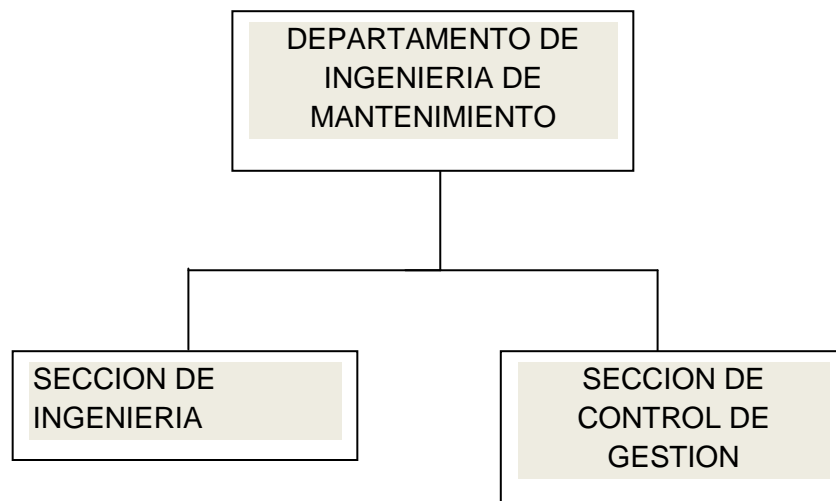 DEPARTAMENTO DE
INGENIERIA DE
MANTENIMIENTO
SECCION DE
INGENIERIA
SECCION DE
CONTROL DE
GESTION